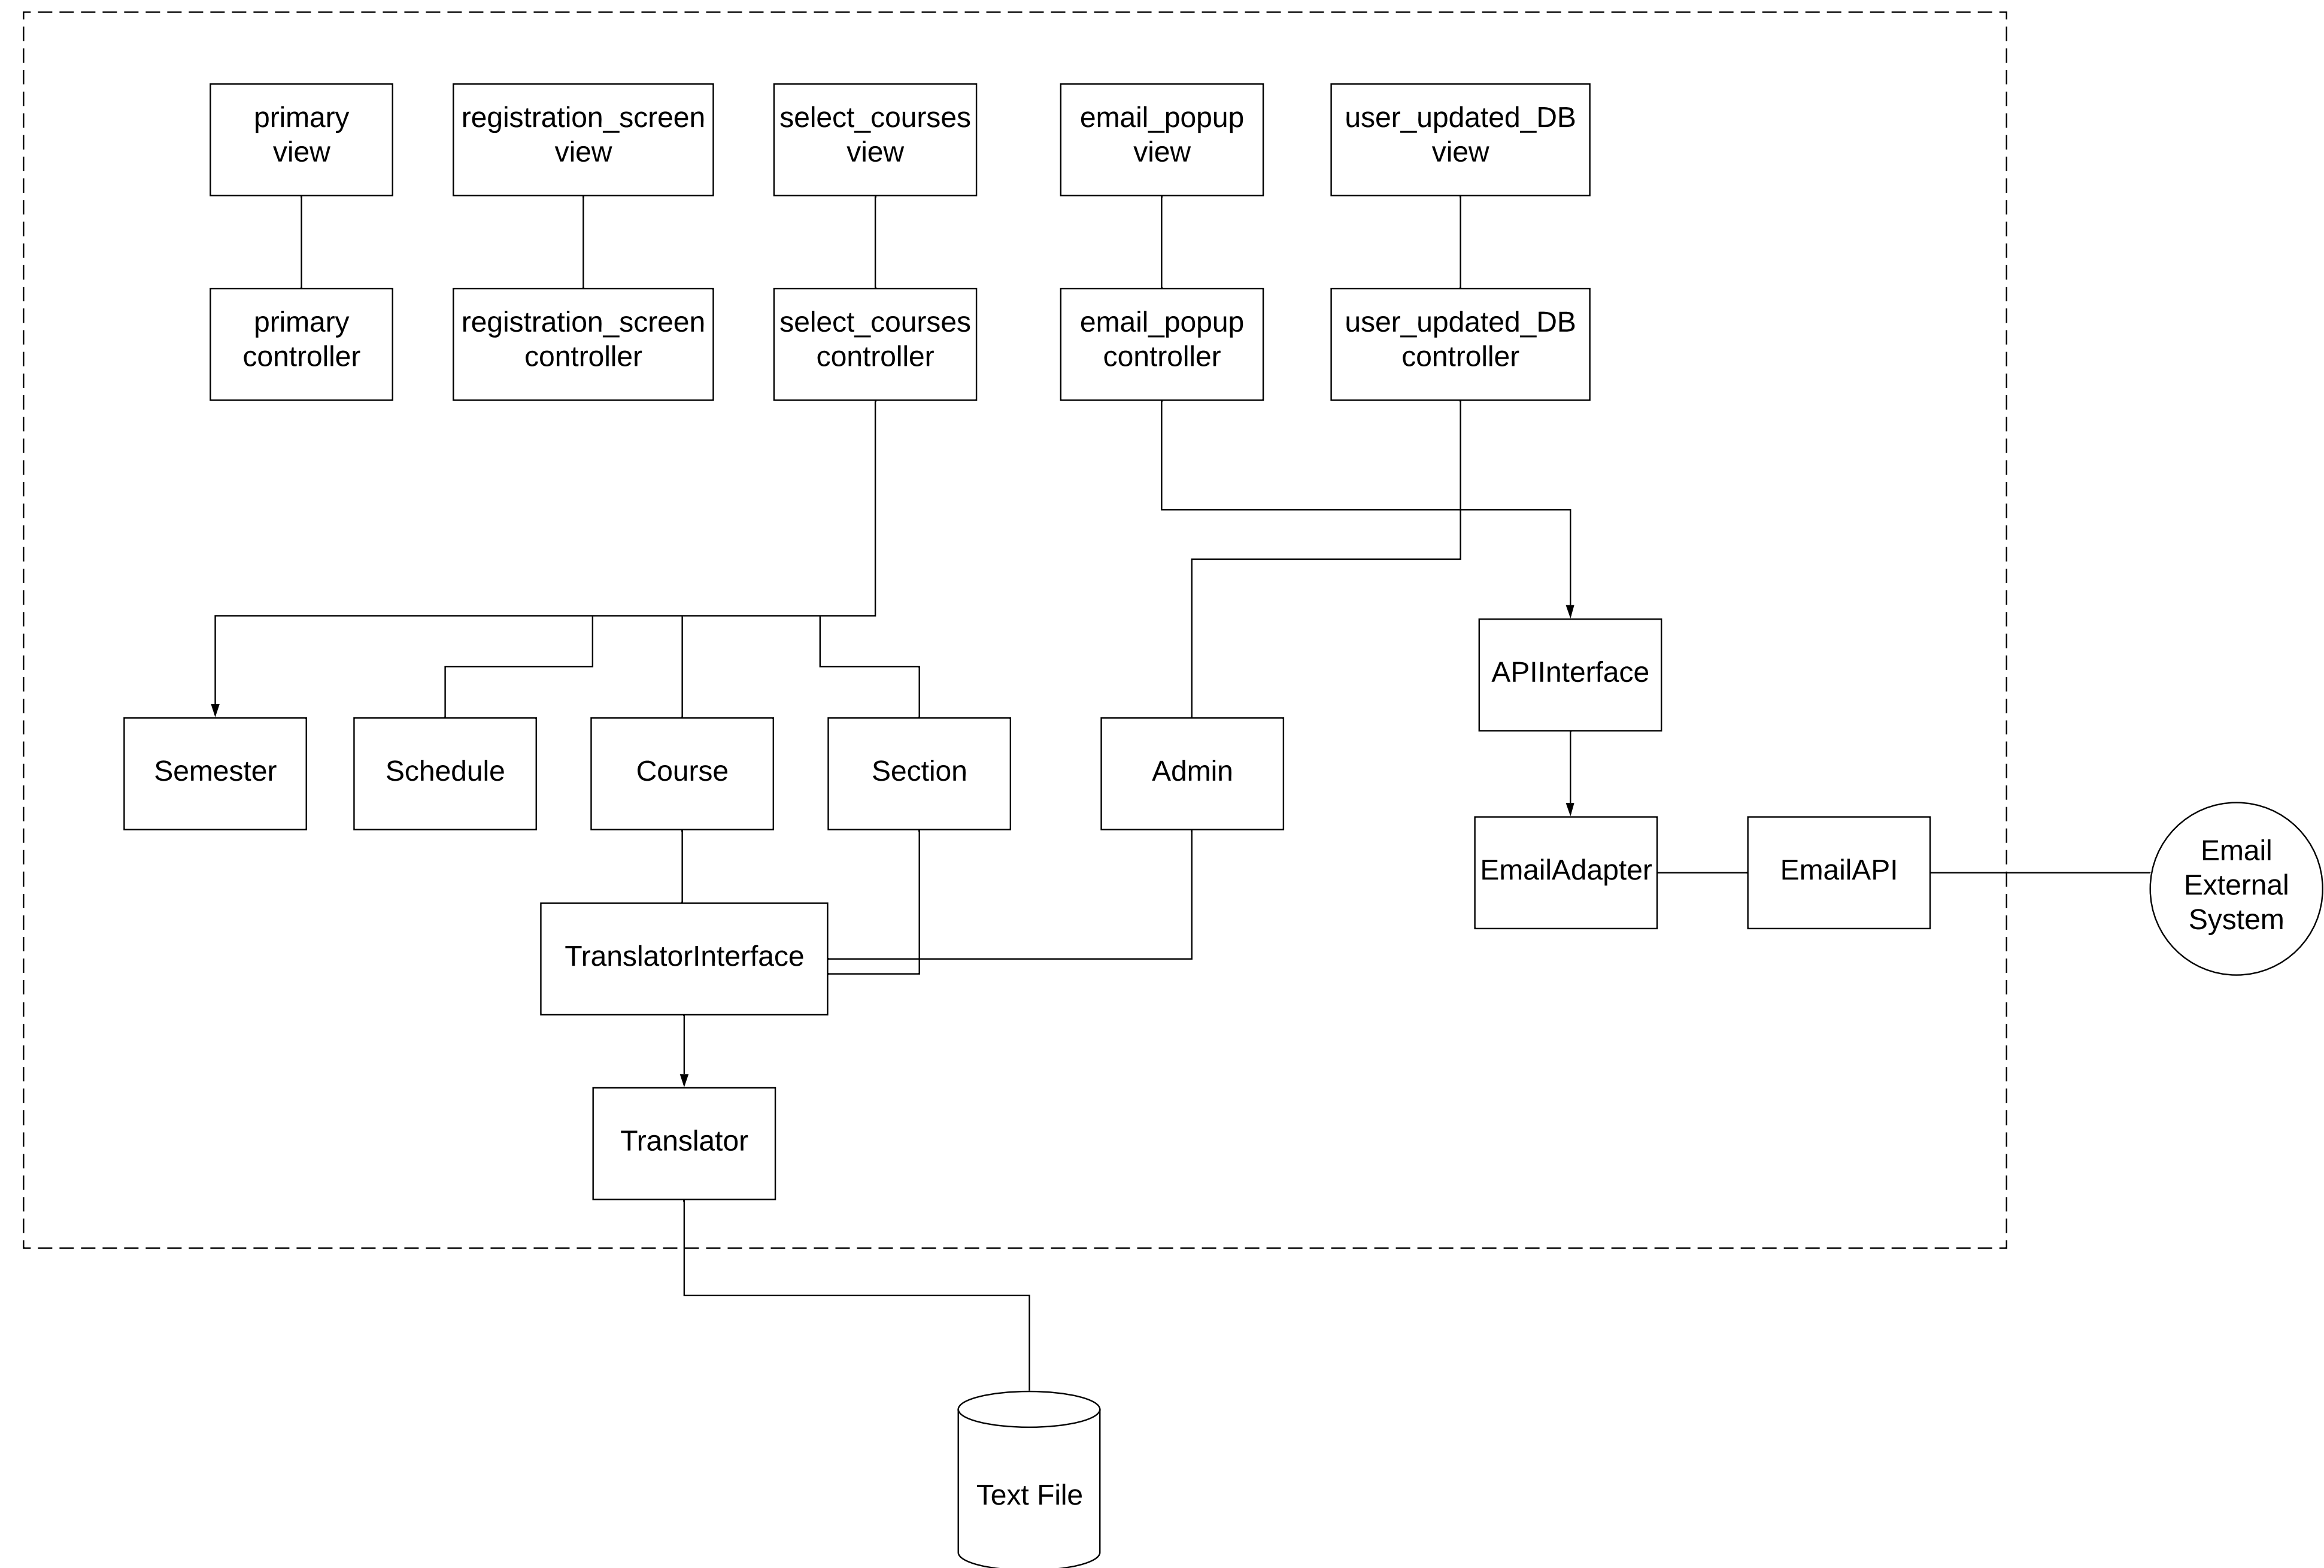 primary
view
registration_screen
view
select_courses
view
email_popup
view
user_updated_DB
view
primary
controller
registration_screen
controller
select_courses
controller
email_popup
controller
user_updated_DB
controller
APIInterface
Semester
Schedule
Course
Section
Admin
EmailAdapter
EmailAPI
Email
External
System
TranslatorInterface
Translator
Text File